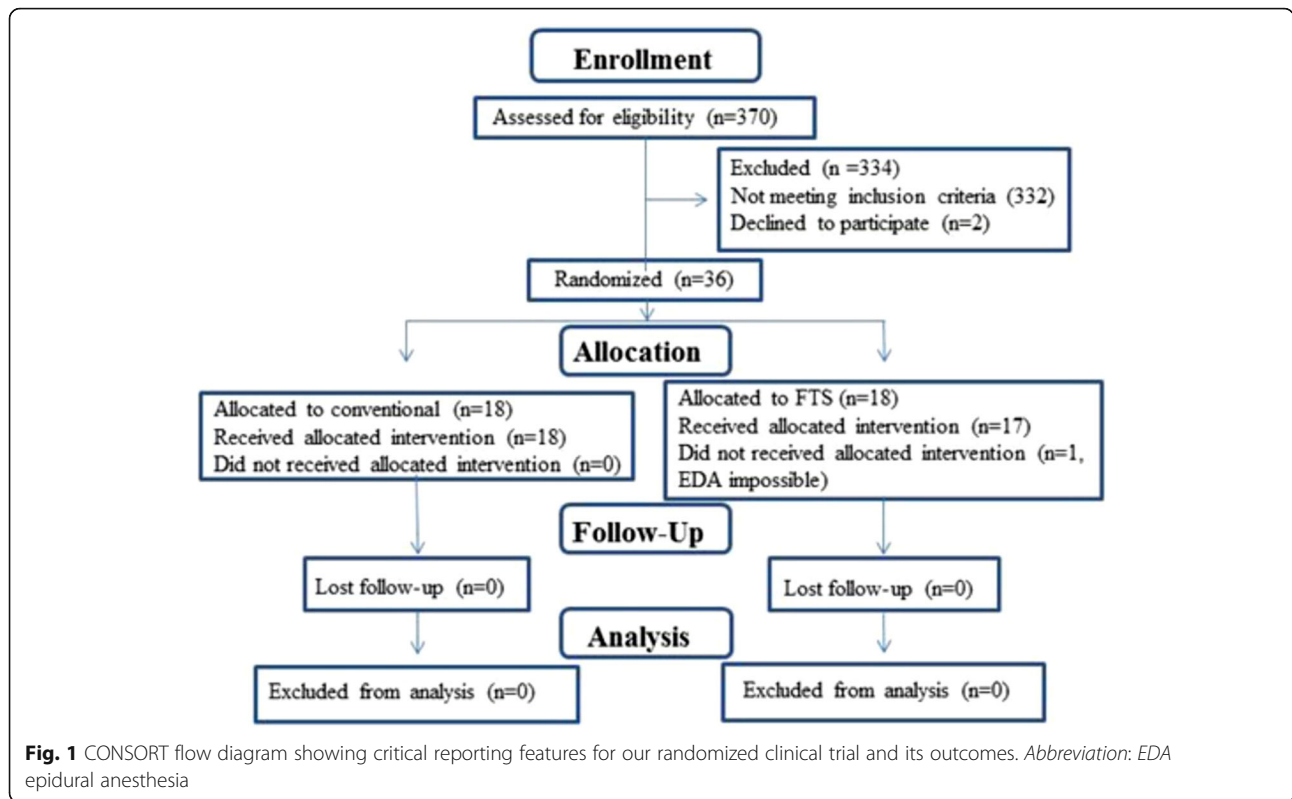 Enrollment
Assessed for eligibility (n=370)
Excluded (n =334)
Not meeting inclusion criteria (332)
Declined to participate (n=2)
Randomized (n=36)
Allocation
Allocated to conventional (n=18)
Received allocated intervention (n=18)
Did not received allocated intervention (n=0)
Allocated to FTS (n=18)
Received allocated intervention (n=17)
Did not received allocated intervention (n=1,
EDA impossible)
Follow-Up
Lost follow-up (n=0)
Lost follow-up (n=0)
Analysis
Excluded from analysis (n=0)
Excluded from analysis (n=0)
Fig. 1 CONSORT flow diagram showing critical reporting features for our randomized clinical trial and its outcomes. Abbreviation: EDA
epidural anesthesia